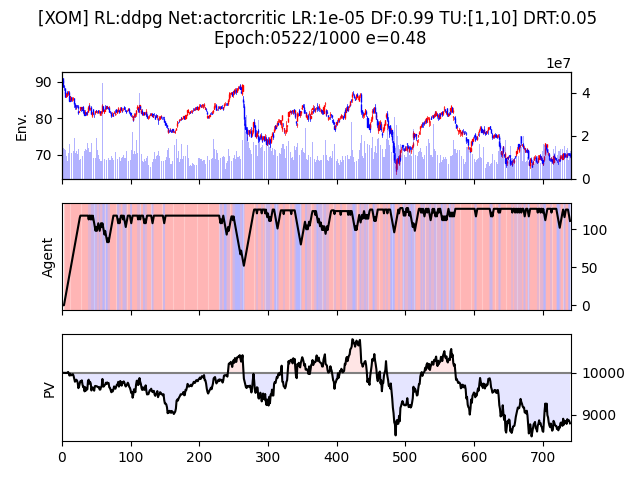 [XOM] RL:ddpg Net:actorcritic LR:1e-05 DF:0.99 TU:[1,10] DRT:0.05
Epoch:0522/1000 e=0.48
1e7
90
80
70
Env.
4
2
0
Agent
100
50
0
PV
10000
9000
0 100 200 300 400 500 600 700